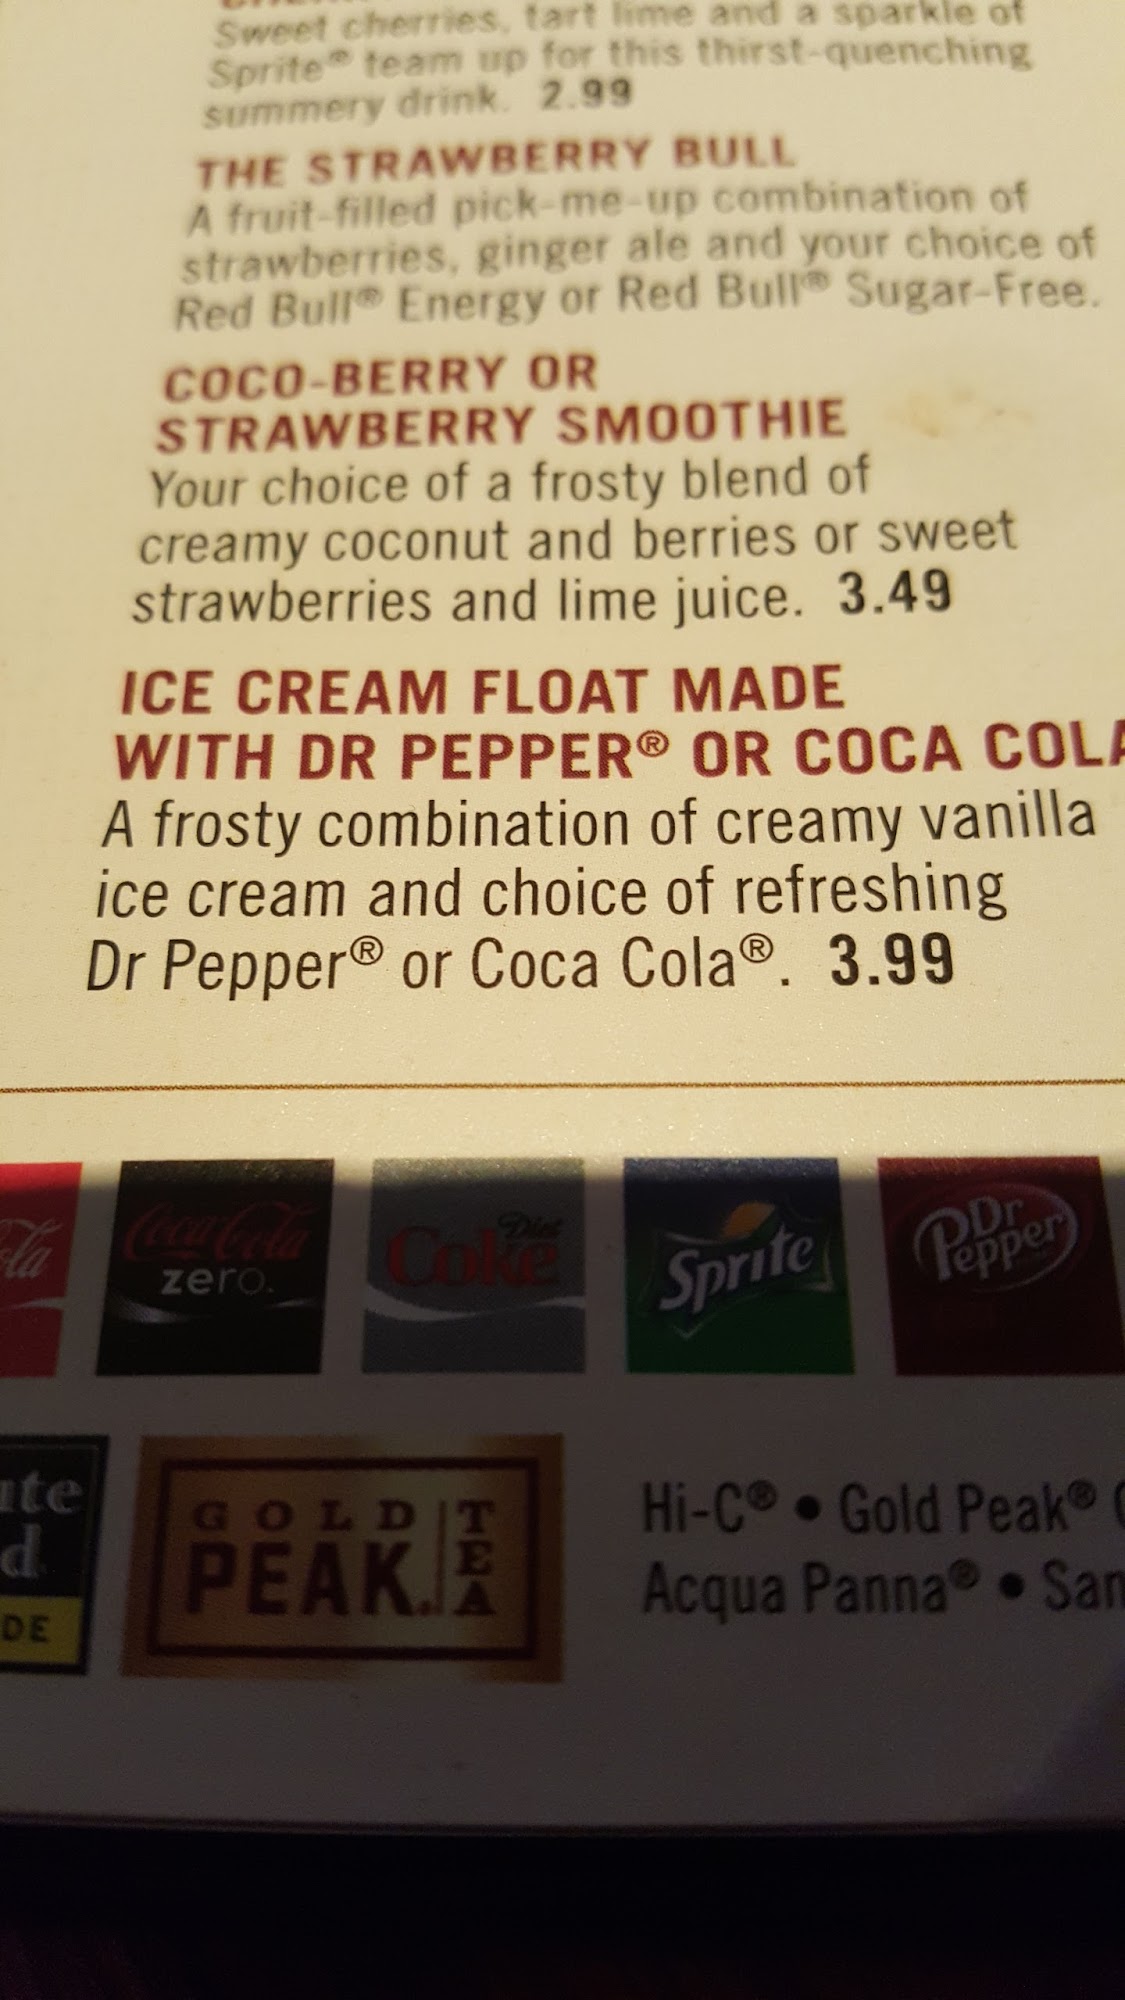 Sweet cherries, tart lime and a sparkle of
Sprite® team up for this thirst-quenching
summery drink. 2.99
THE STRAWBERRY BULL
A fruit-filled pick-me-up combination of
strawberries, ginger ale and your choice of
Red Bull® Energy or Red Bull® Sugar-Free.
COCO-BERRY OR
STRAWBERRY SMOOTHIE
Your choice of a frosty blend of
creamy coconut and berries or sweet
strawberries and lime juice. 3.49
ICE CREAM FLOAT MADE
WITH DR PEPPER® OR COCA COLA
A frosty combination of creamy vanilla
ice cream and choice of refreshing
Dr Pepper® or Coca Cola®. 3.99
Coca-Cola
zero.
Diet
Coke
Sprite
Dr
Pepper
GOLD
PEAK.
TEA
Hi-C® • Gold Peak®
Acqua Panna® • San